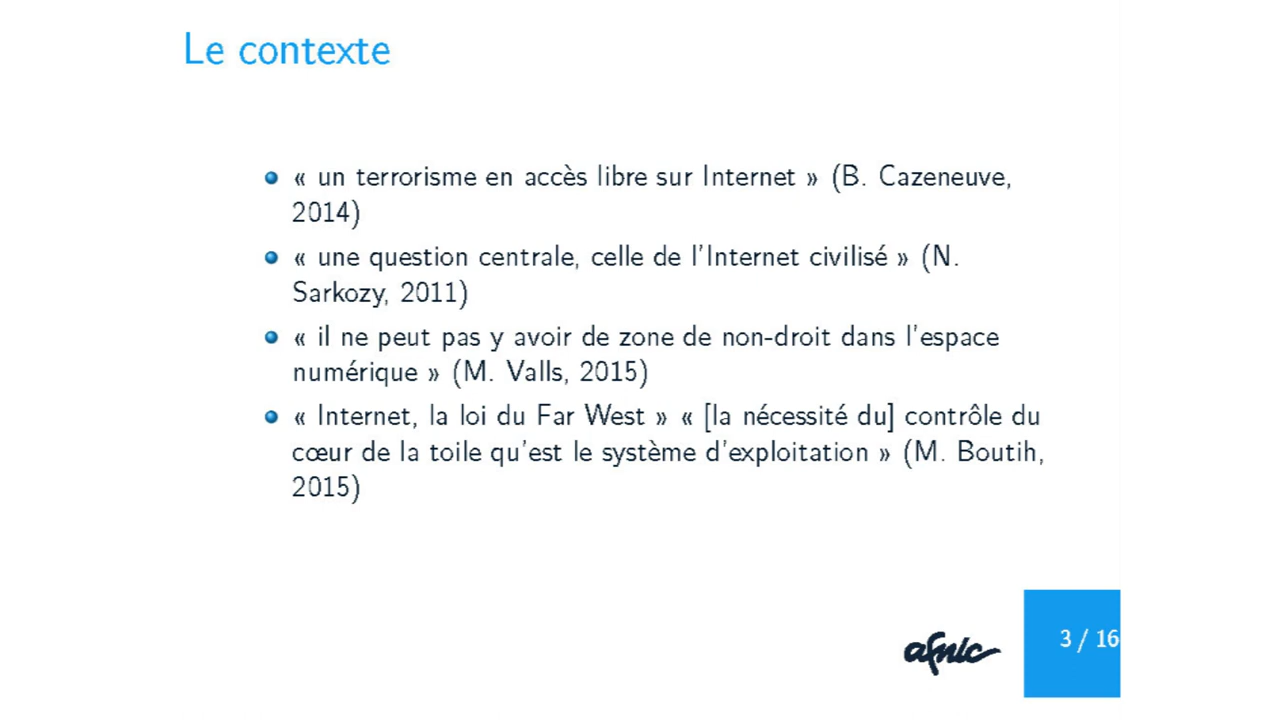 Le contexte
« un terrorisme en accès libre sur Internet » (B. Cazeneuve,
2014)
« une question centrale, celle de l'Internet civilisé » (N.
Sarkozy, 2011)
« il ne peut pas y avoir de zone de non-droit dans l'espace
numérique » (M. Valls, 2015)
« Internet, la loi du Far West » « [la nécessité du] contrôle du
cœur de la toile qu'est le système d'exploitation » (M. Boutih,
2015)
afnic
3 / 16